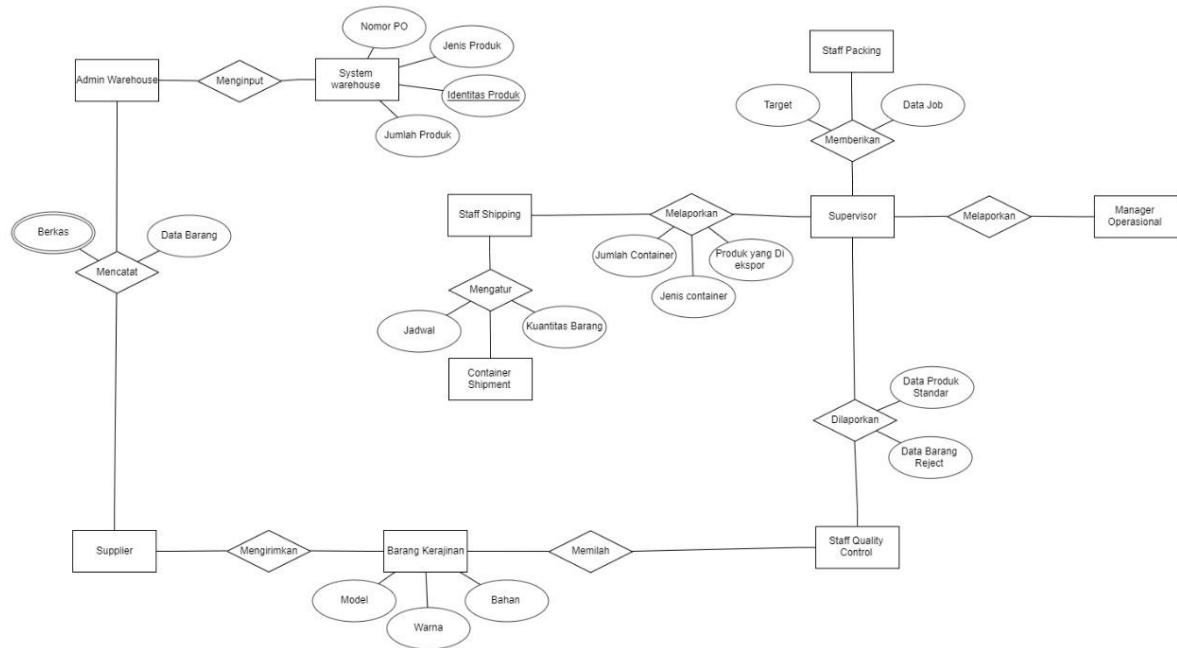 Nomor PO
Staff Packing
Jenis Produk
Admin Warehouse
Menginput
System
warehouse
Identitas Produk
Target
Data Job
Jumlah Produk
Memberikan
Staff Shipping
Melaporkan
Supervisor
Melaporkan
Manager
Operasional
Berkas
Data Barang
Jumlah Container
Produk yang Di
ekspor
Mencatat
Mengatur
Jenis container
Jadwal
Kuantitas Barang
Container
Shipment
Data Produk
Standar
Dilaporkan
Data Barang
Reject
Supplier
Mengirimkan
Barang Kerajinan
Memilah
Staff Quality
Control
Model
Bahan
Warna